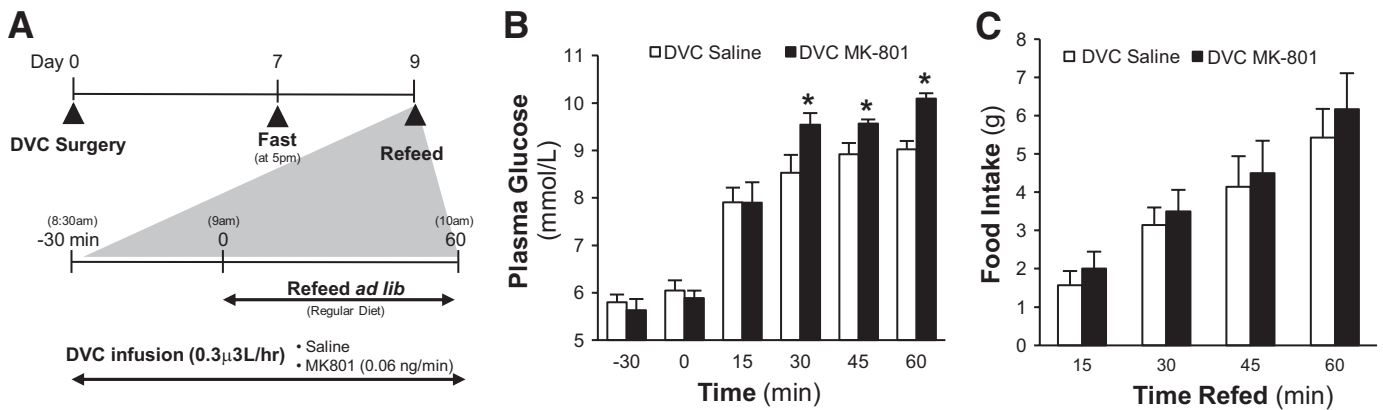 A
Day 0
7
9
DVC Surgery
Fast
(at 5pm)
Refeed
(8:30am)
(9am)
(10am)
-30 min
0
60
Refeed ad lib
(Regular Diet)
DVC infusion (0.3μ3L/hr)
• Saline
• MK801 (0.06 ng/min)
B
DVC Saline
DVC MK-801
Plasma Glucose
(mmol/L)
11
10
9
8
7
6
5
*
*
*
-30
0
15
30
45
60
Time (min)
C
DVC Saline
DVC MK-801
Food Intake (g)
8
7
6
5
4
3
2
1
0
15
30
45
60
Time Refed (min)